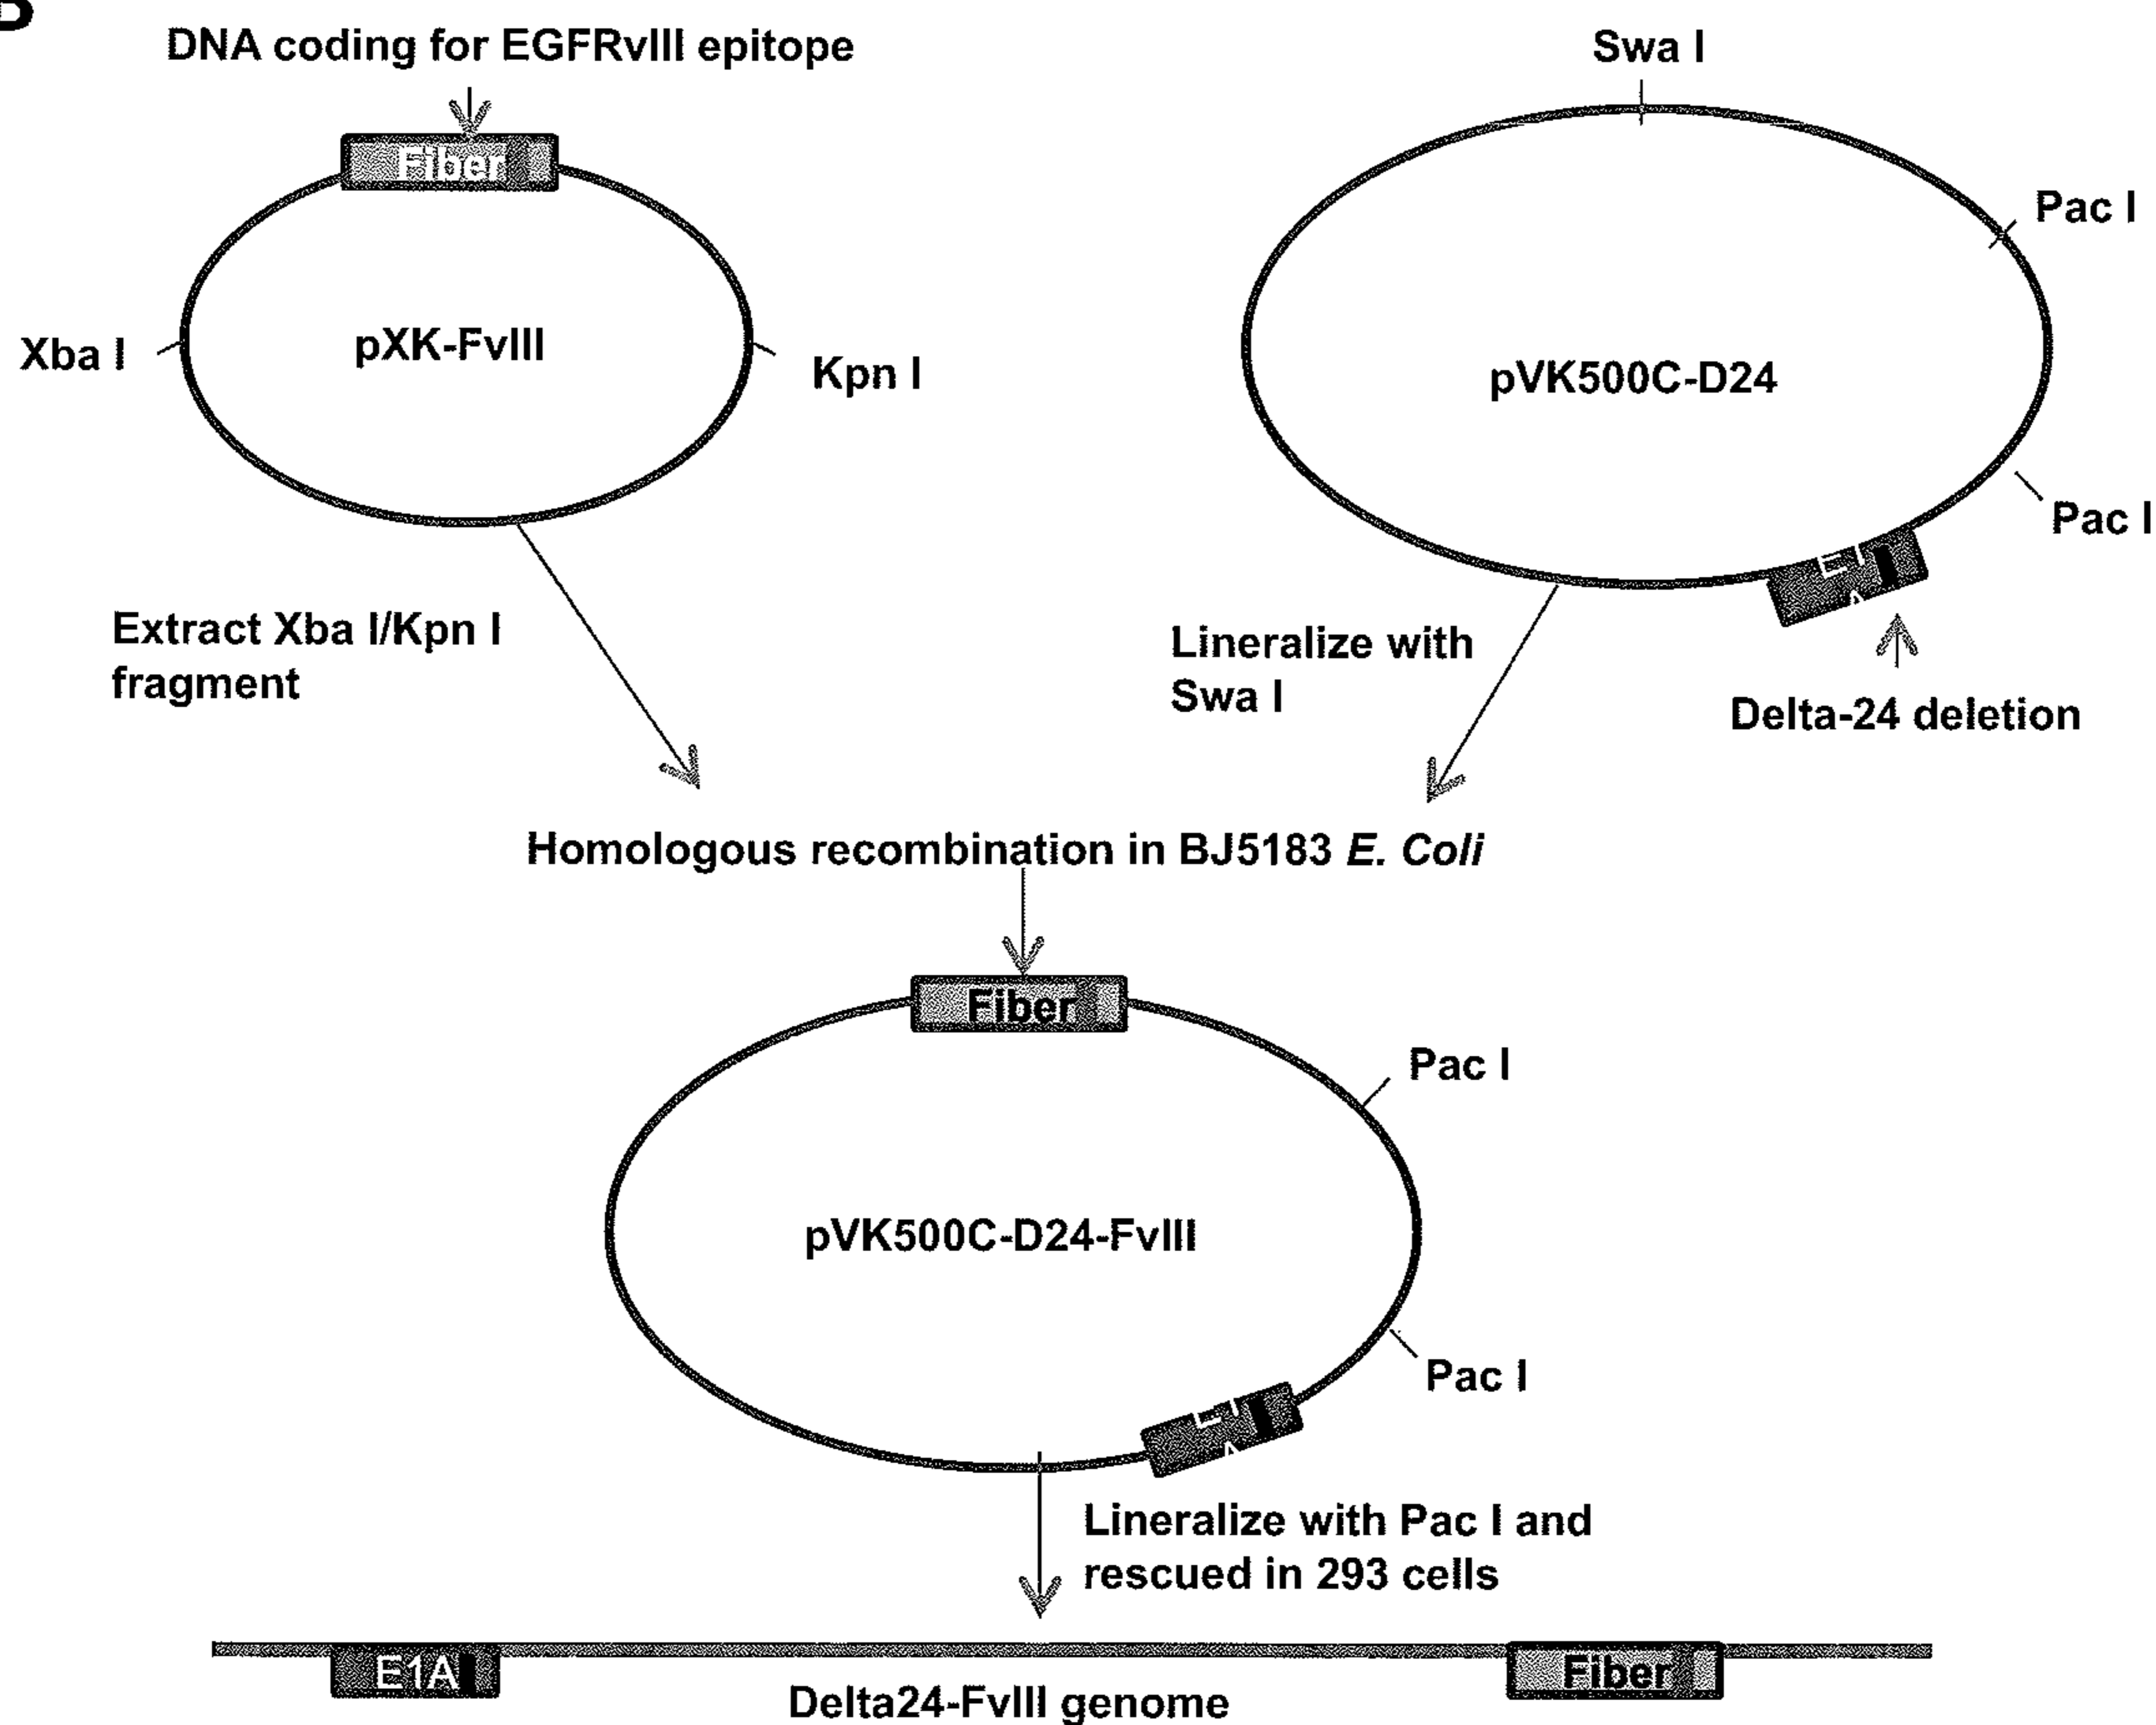 B
DNA coding for EGFRvIII epitope
Fiber
Xba I
pXK-FvIII
Kpn I
Swa I
Pac I
pVK500C-D24
Pac I
E1
A
Delta-24 deletion
Extract Xba I/Kpn I
fragment
Lineralize with
Swa I
Homologous recombination in BJ5183 E. Coli
Fiber
Pac I
pVK500C-D24-FvIII
Pac I
E1
A
Lineralize with Pac I and
rescued in 293 cells
E1A
Fiber
Delta24-FvIII genome